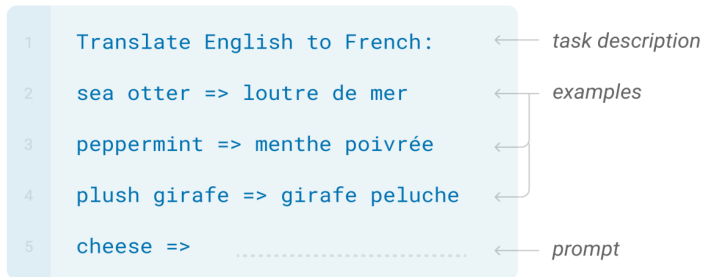 1 Translate English to French: task description
2 sea otter => loutre de mer examples
3 peppermint => menthe poivrée
4 plush girafe => girafe peluche
5 cheese => prompt